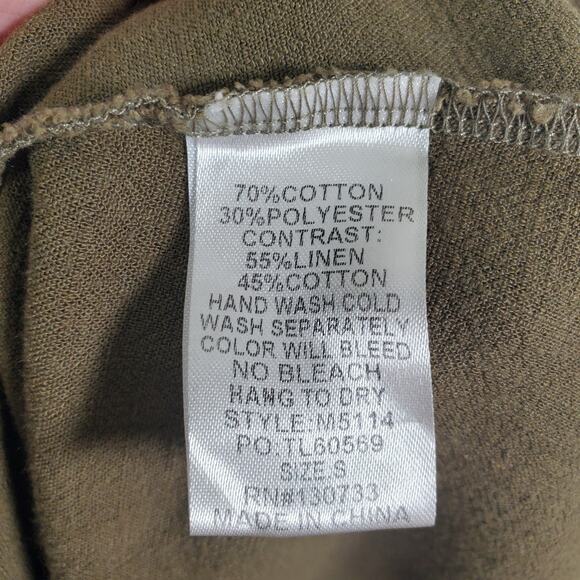 70%COTTON
30%POLYESTER
CONTRAST:
55%LINEN
45%COTTON
HAND WASH COLD
WASH SEPARATELY
COLOR WILL BLEED
NO BLEACH
HANG TO DRY
STYLE:M5114
PO:TL60569
SIZE:S
RN#130733
MADE IN CHINA